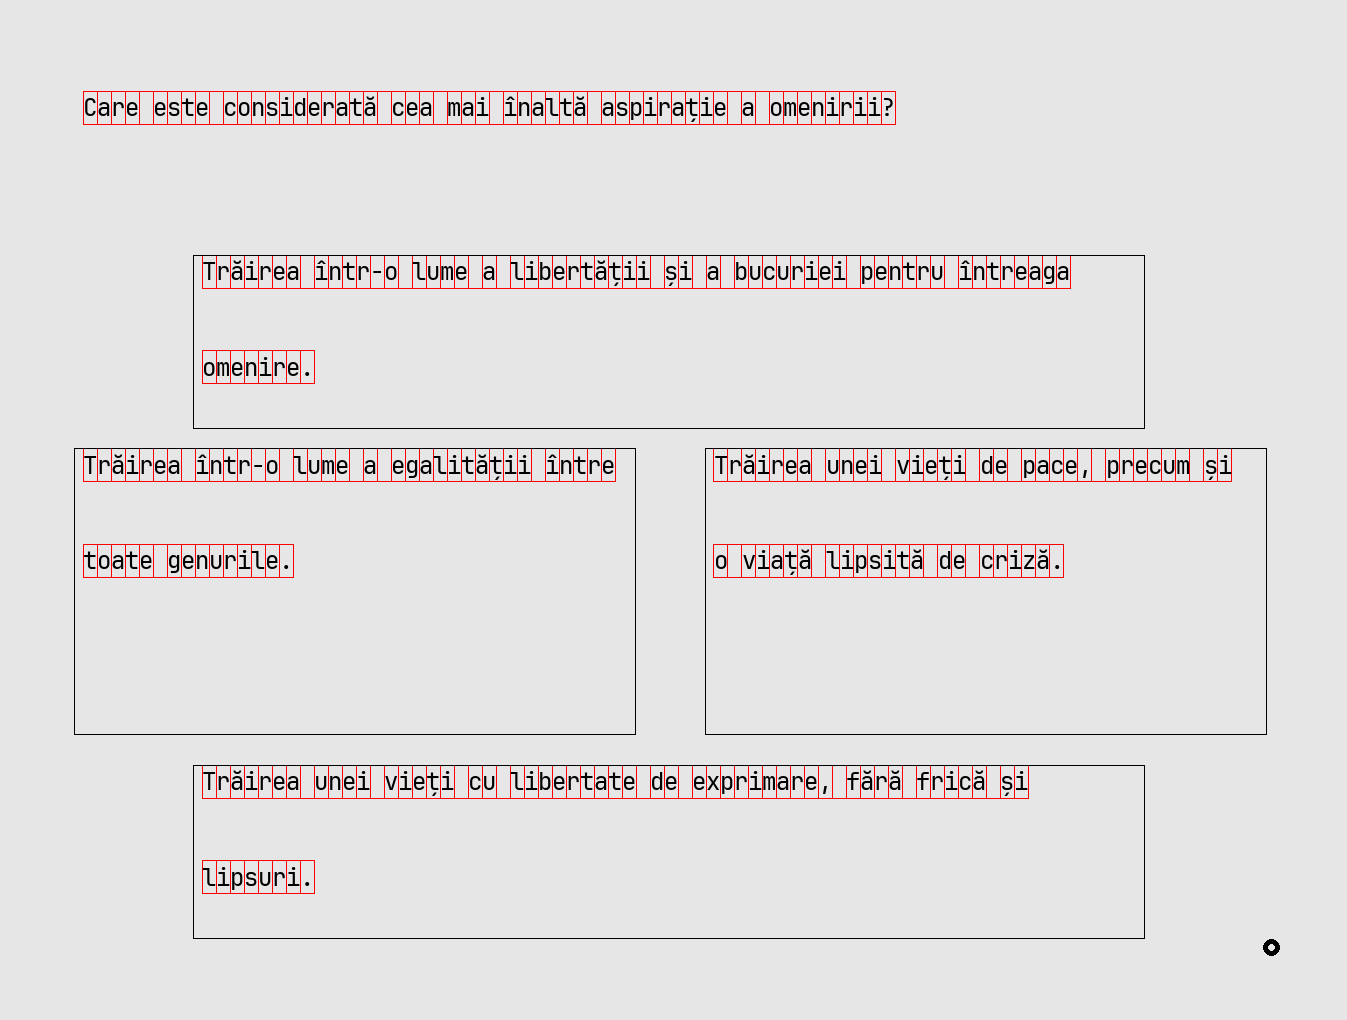 Care este considerată cea mai înaltă aspirație a omenirii?
Trăirea într-o lume a libertății și a bucuriei pentru întreaga
omenire.
Trăirea într-o lume a egalității între
toate genurile.
Trăirea unei vieți de pace, precum și
o viață lipsită de criză.
Trăirea unei vieți cu libertate de exprimare, fără frică și
lipsuri.